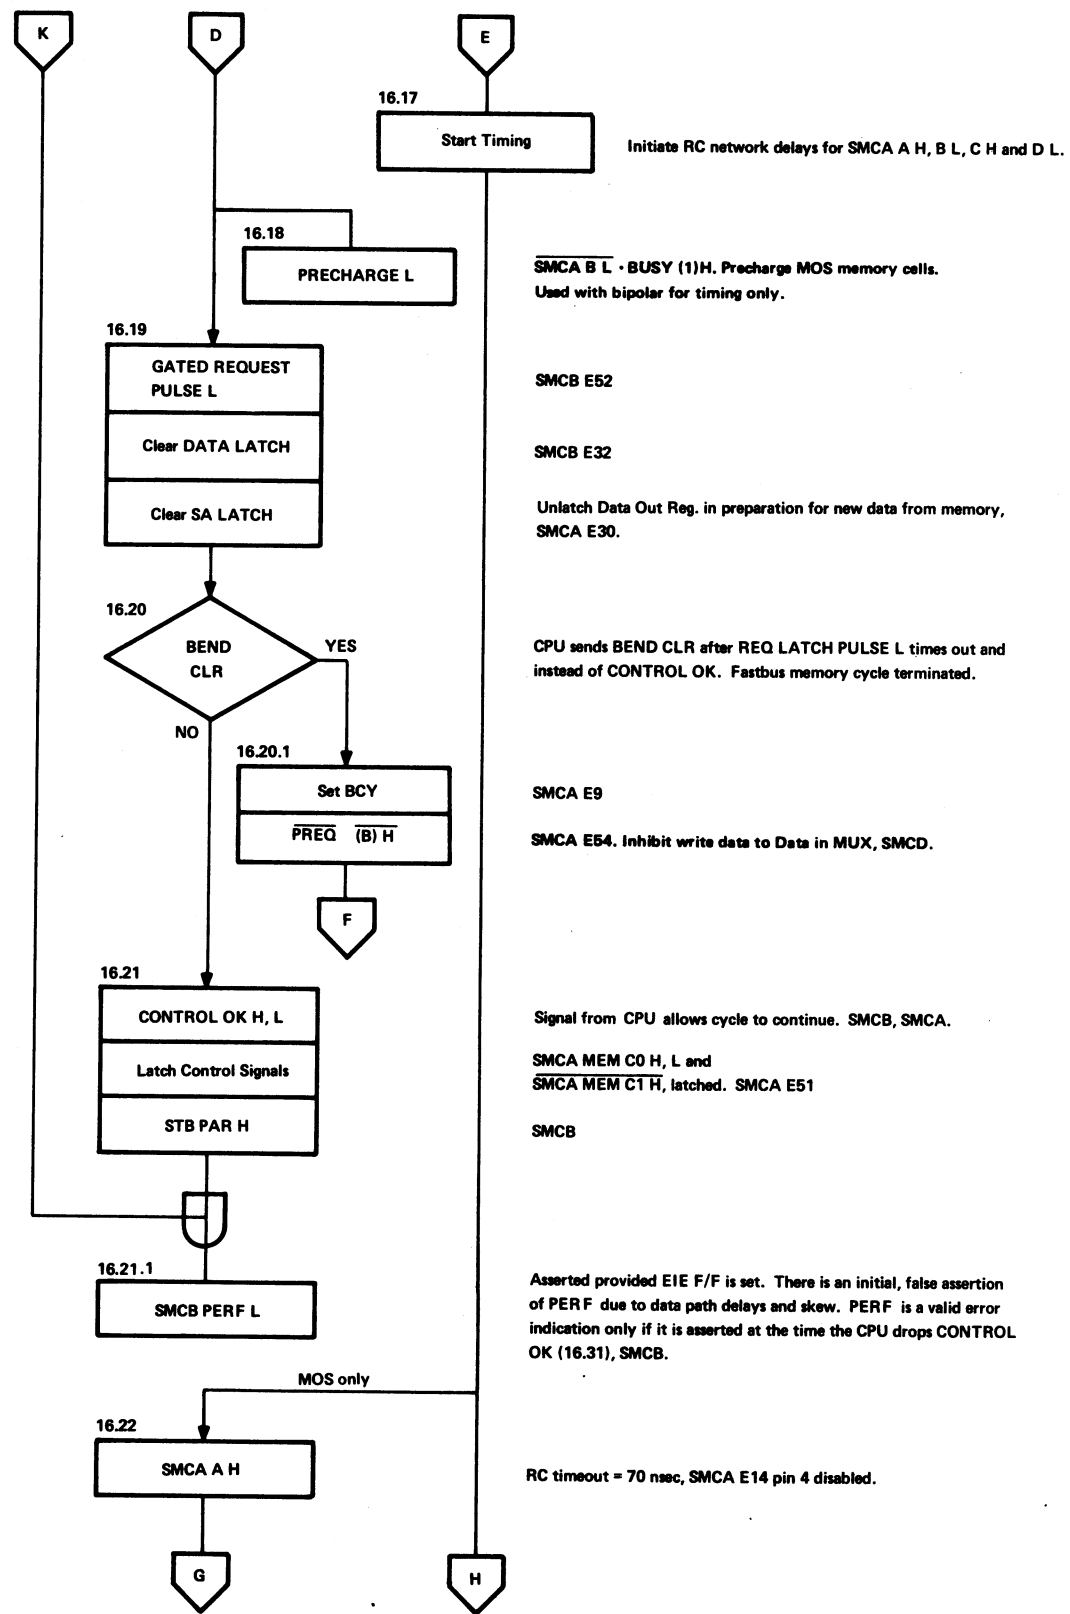 K
D
E
16.17
Start Timing
Initiate RC network delays for SMCA A H, B L, C H and D L.
16.18
PRECHARGE L
SMCA B L · BUSY (1)H. Precharge MOS memory cells.
Used with bipolar for timing only.
16.19
GATED REQUEST
PULSE L
SMCB E52
Clear DATA LATCH
SMCB E32
Clear SA LATCH
Unlatch Data Out Reg. in preparation for new data from memory,
SMCA E30.
16.20
BEND
CLR
YES
NO
CPU sends BEND CLR after REQ LATCH PULSE L times out and
instead of CONTROL OK. Fastbus memory cycle terminated.
16.20.1
Set BCY
SMCA E9
PREQ (B) H
SMCA E54. Inhibit write data to Data in MUX, SMCD.
F
16.21
CONTROL OK H, L
Signal from CPU allows cycle to continue. SMCB, SMCA.
Latch Control Signals
SMCA MEM C0 H, L and
SMCA MEM C1 H, latched. SMCA E51
STB PAR H
SMCB
16.21.1
SMCB PERF L
Asserted provided EIE F/F is set. There is an initial, false assertion
of PERF due to data path delays and skew. PERF is a valid error
indication only if it is asserted at the time the CPU drops CONTROL
OK (16.31), SMCB.
MOS only
16.22
SMCA A H
RC timeout = 70 nsec, SMCA E14 pin 4 disabled.
G
H